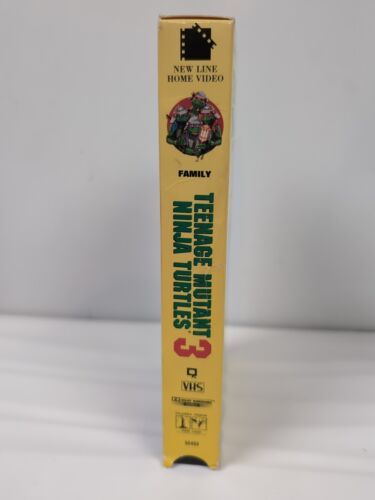 NEW LINE
HOME VIDEO
FAMILY
TEENAGE MUTANT
NINJA TURTLES
3
VHS